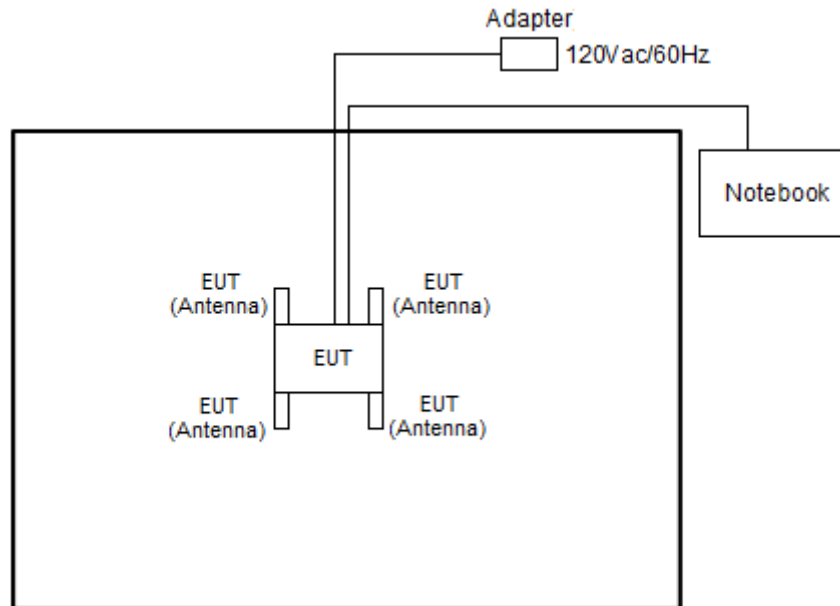 Adapter
120Vac/60Hz
Notebook
EUT
(Antenna)
EUT
(Antenna)
EUT
EUT
(Antenna)
EUT
(Antenna)